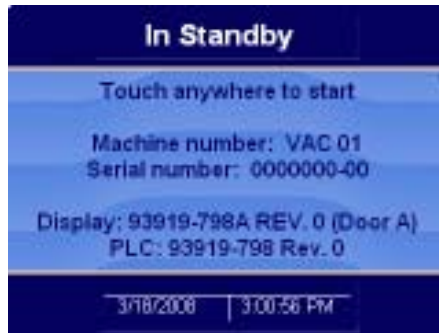 In Standby
Touch anywhere to start
Machine number: VAC 01
Serial number: 0000000-00
Display: 93919-798A REV. 0 (Door A)
PLC: 93919-798 Rev. 0
3/18/2008 3:00:56 PM